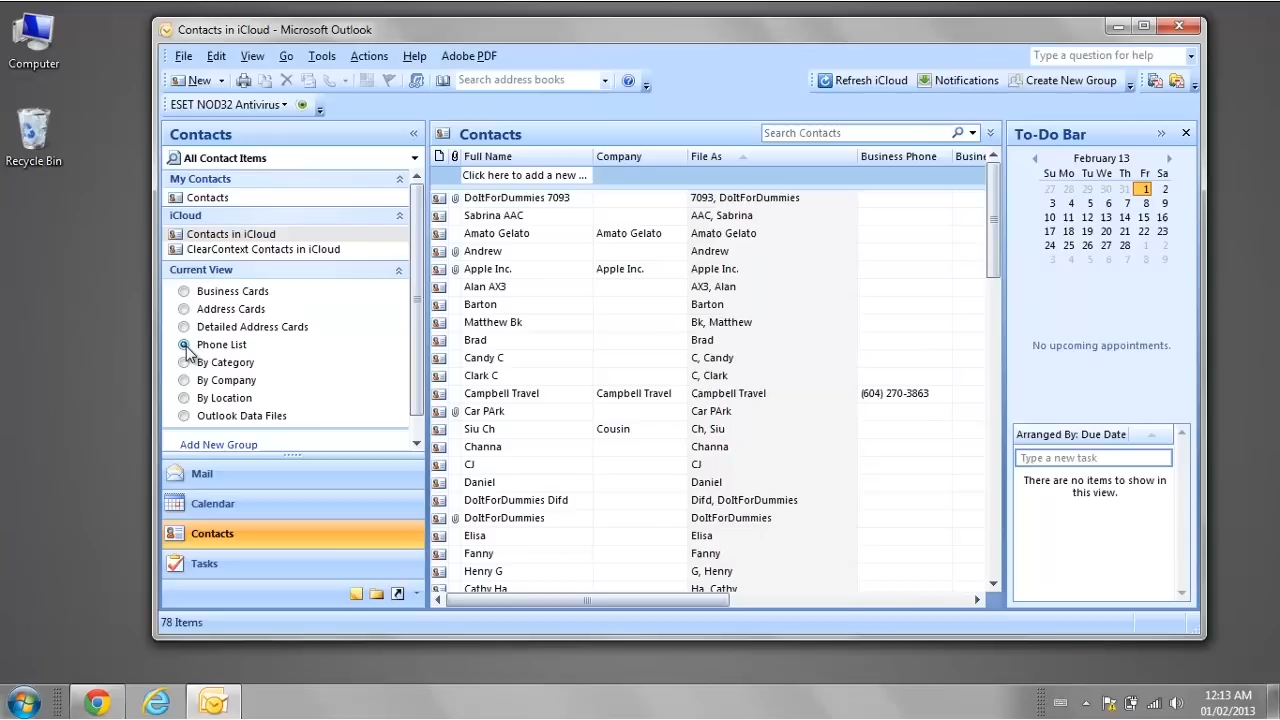 Computer
Recycle Bin
Contacts in iCloud - Microsoft Outlook
File Edit View Go Tools Actions Help Adobe PDF
Type a question for help
New Search address books Refresh iCloud Notifications Create New Group
ESET NOD32 Antivirus
Contacts
All Contact Items
My Contacts
Contacts
iCloud
Contacts in iCloud
ClearContext Contacts in iCloud
Current View
Business Cards
Address Cards
Detailed Address Cards
Phone List
By Category
By Company
By Location
Outlook Data Files
Add New Group
Mail
Calendar
Contacts
Tasks
Contacts Search Contacts
Full Name Company File As Business Phone Busine
Click here to add a new ...
DoItForDummies 7093 7093, DoItForDummies
Sabrina AAC AAC, Sabrina
Amato Gelato Amato Gelato Amato Gelato
Andrew Andrew
Apple Inc. Apple Inc. Apple Inc.
Alan AX3 AX3, Alan
Barton Barton
Matthew Bk Bk, Matthew
Brad Brad
Candy C C, Candy
Clark C C, Clark
Campbell Travel Campbell Travel Campbell Travel (604) 270-3863
Car PArk Car PArk
Siu Ch Cousin Ch, Siu
Channa Channa
CJ CJ
Daniel Daniel
DoItForDummies Difd Difd, DoItForDummies
DoItForDummies DoItForDummies
Elisa Elisa
Fanny Fanny
Henry G G, Henry
Cathy Ha Ha, Cathy
To-Do Bar
February 13
Su Mo Tu We Th Fr Sa
27 28 29 30 31 1 2
3 4 5 6 7 8 9
10 11 12 13 14 15 16
17 18 19 20 21 22 23
24 25 26 27 28 1 2
3 4 5 6 7 8 9
No upcoming appointments.
Arranged By: Due Date
Type a new task
There are no items to show in
this view.
78 Items
12:13 AM
01/02/2013